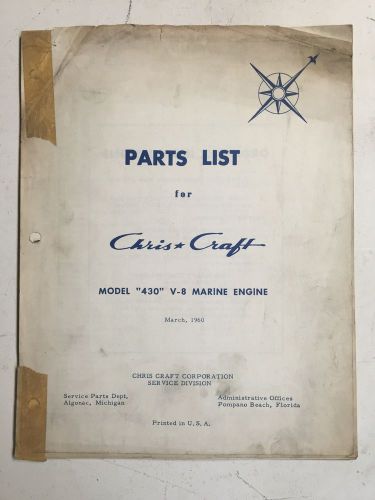 PARTS LIST
for
Chris★Craft
MODEL "430" V-8 MARINE ENGINE
March, 1960
CHRIS CRAFT CORPORATION
SERVICE DIVISION
Service Parts Dept,
Algonac, Michigan
Administrative Offices
Pompano Beach, Florida
Printed in U. S. A.